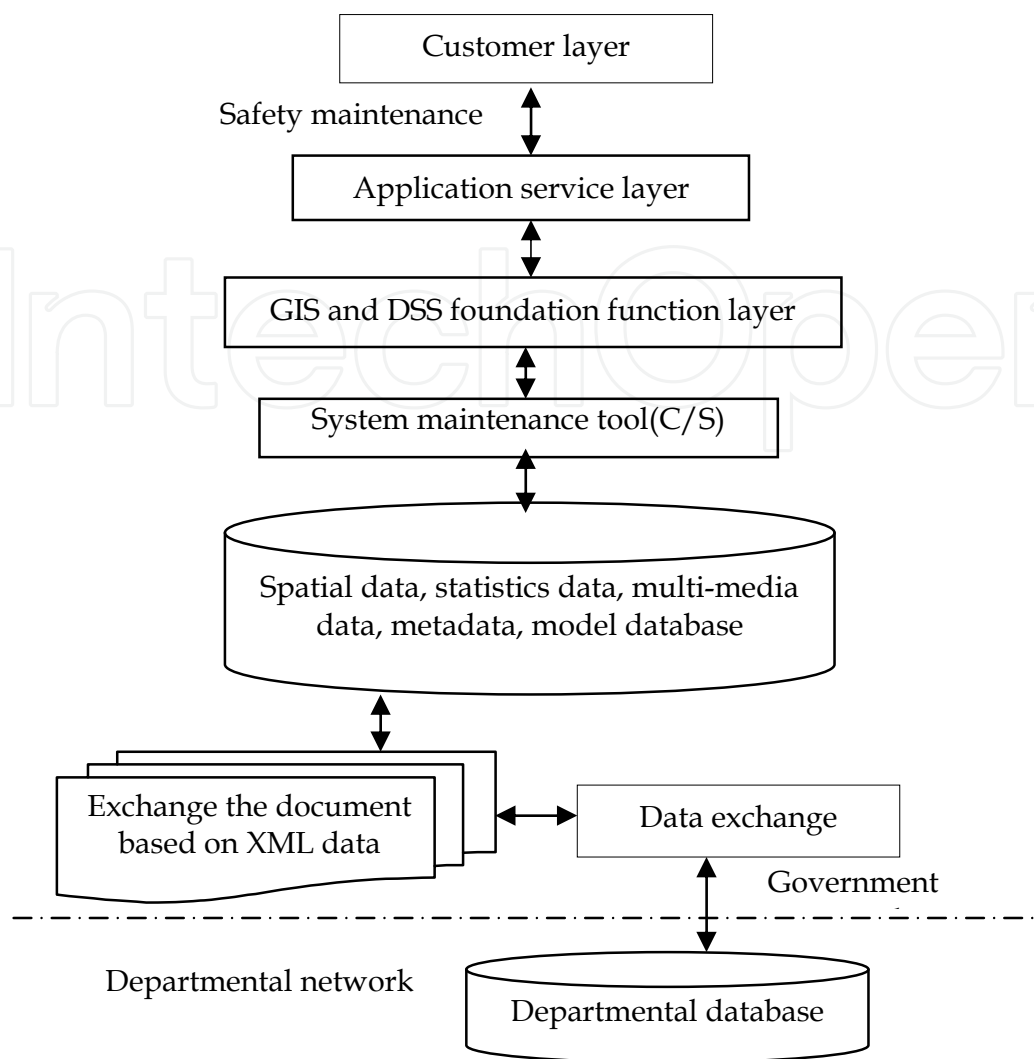 Customer layer
Safety maintenance
Application service layer
GIS and DSS foundation function layer
IntechOpen
System maintenance tool(C/S)
Spatial data, statistics data, multi-media
data, metadata, model database
Exchange the document
based on XML data
Data exchange
Government
Departmental network
Departmental database